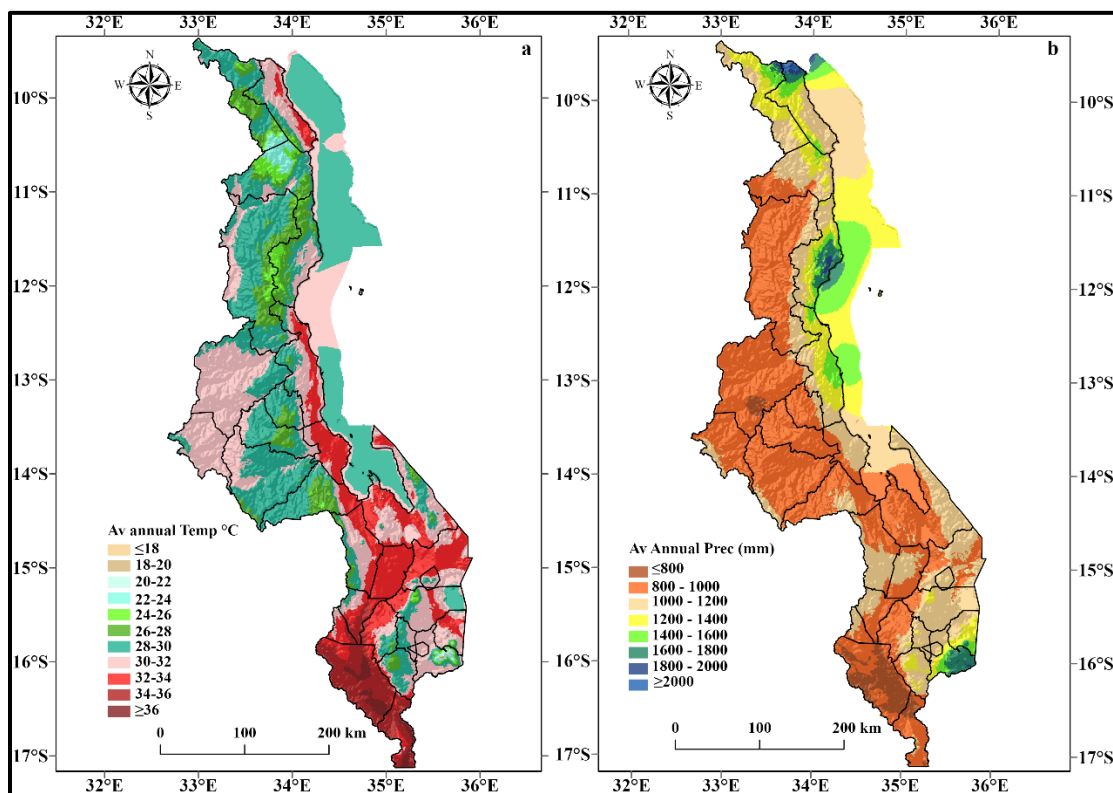 32°E 33°E 34°E 35°E 36°E
a
N
W E
S
10°S
11°S
12°S
13°S
14°S
15°S
16°S
17°S
Av annual Temp °C
≤18
18-20
20-22
22-24
24-26
26-28
28-30
30-32
32-34
34-36
≥36
0 100 200 km
32°E 33°E 34°E 35°E 36°E
32°E 33°E 34°E 35°E 36°E
b
N
W E
S
10°S 10°S
11°S 11°S
12°S 12°S
13°S 13°S
14°S 14°S
15°S 15°S
16°S 16°S
17°S 17°S
Av Annual Prec (mm)
≤800
800 - 1000
1000 - 1200
1200 - 1400
1400 - 1600
1600 - 1800
1800 - 2000
≥2000
0 100 200 km
32°E 33°E 34°E 35°E 36°E